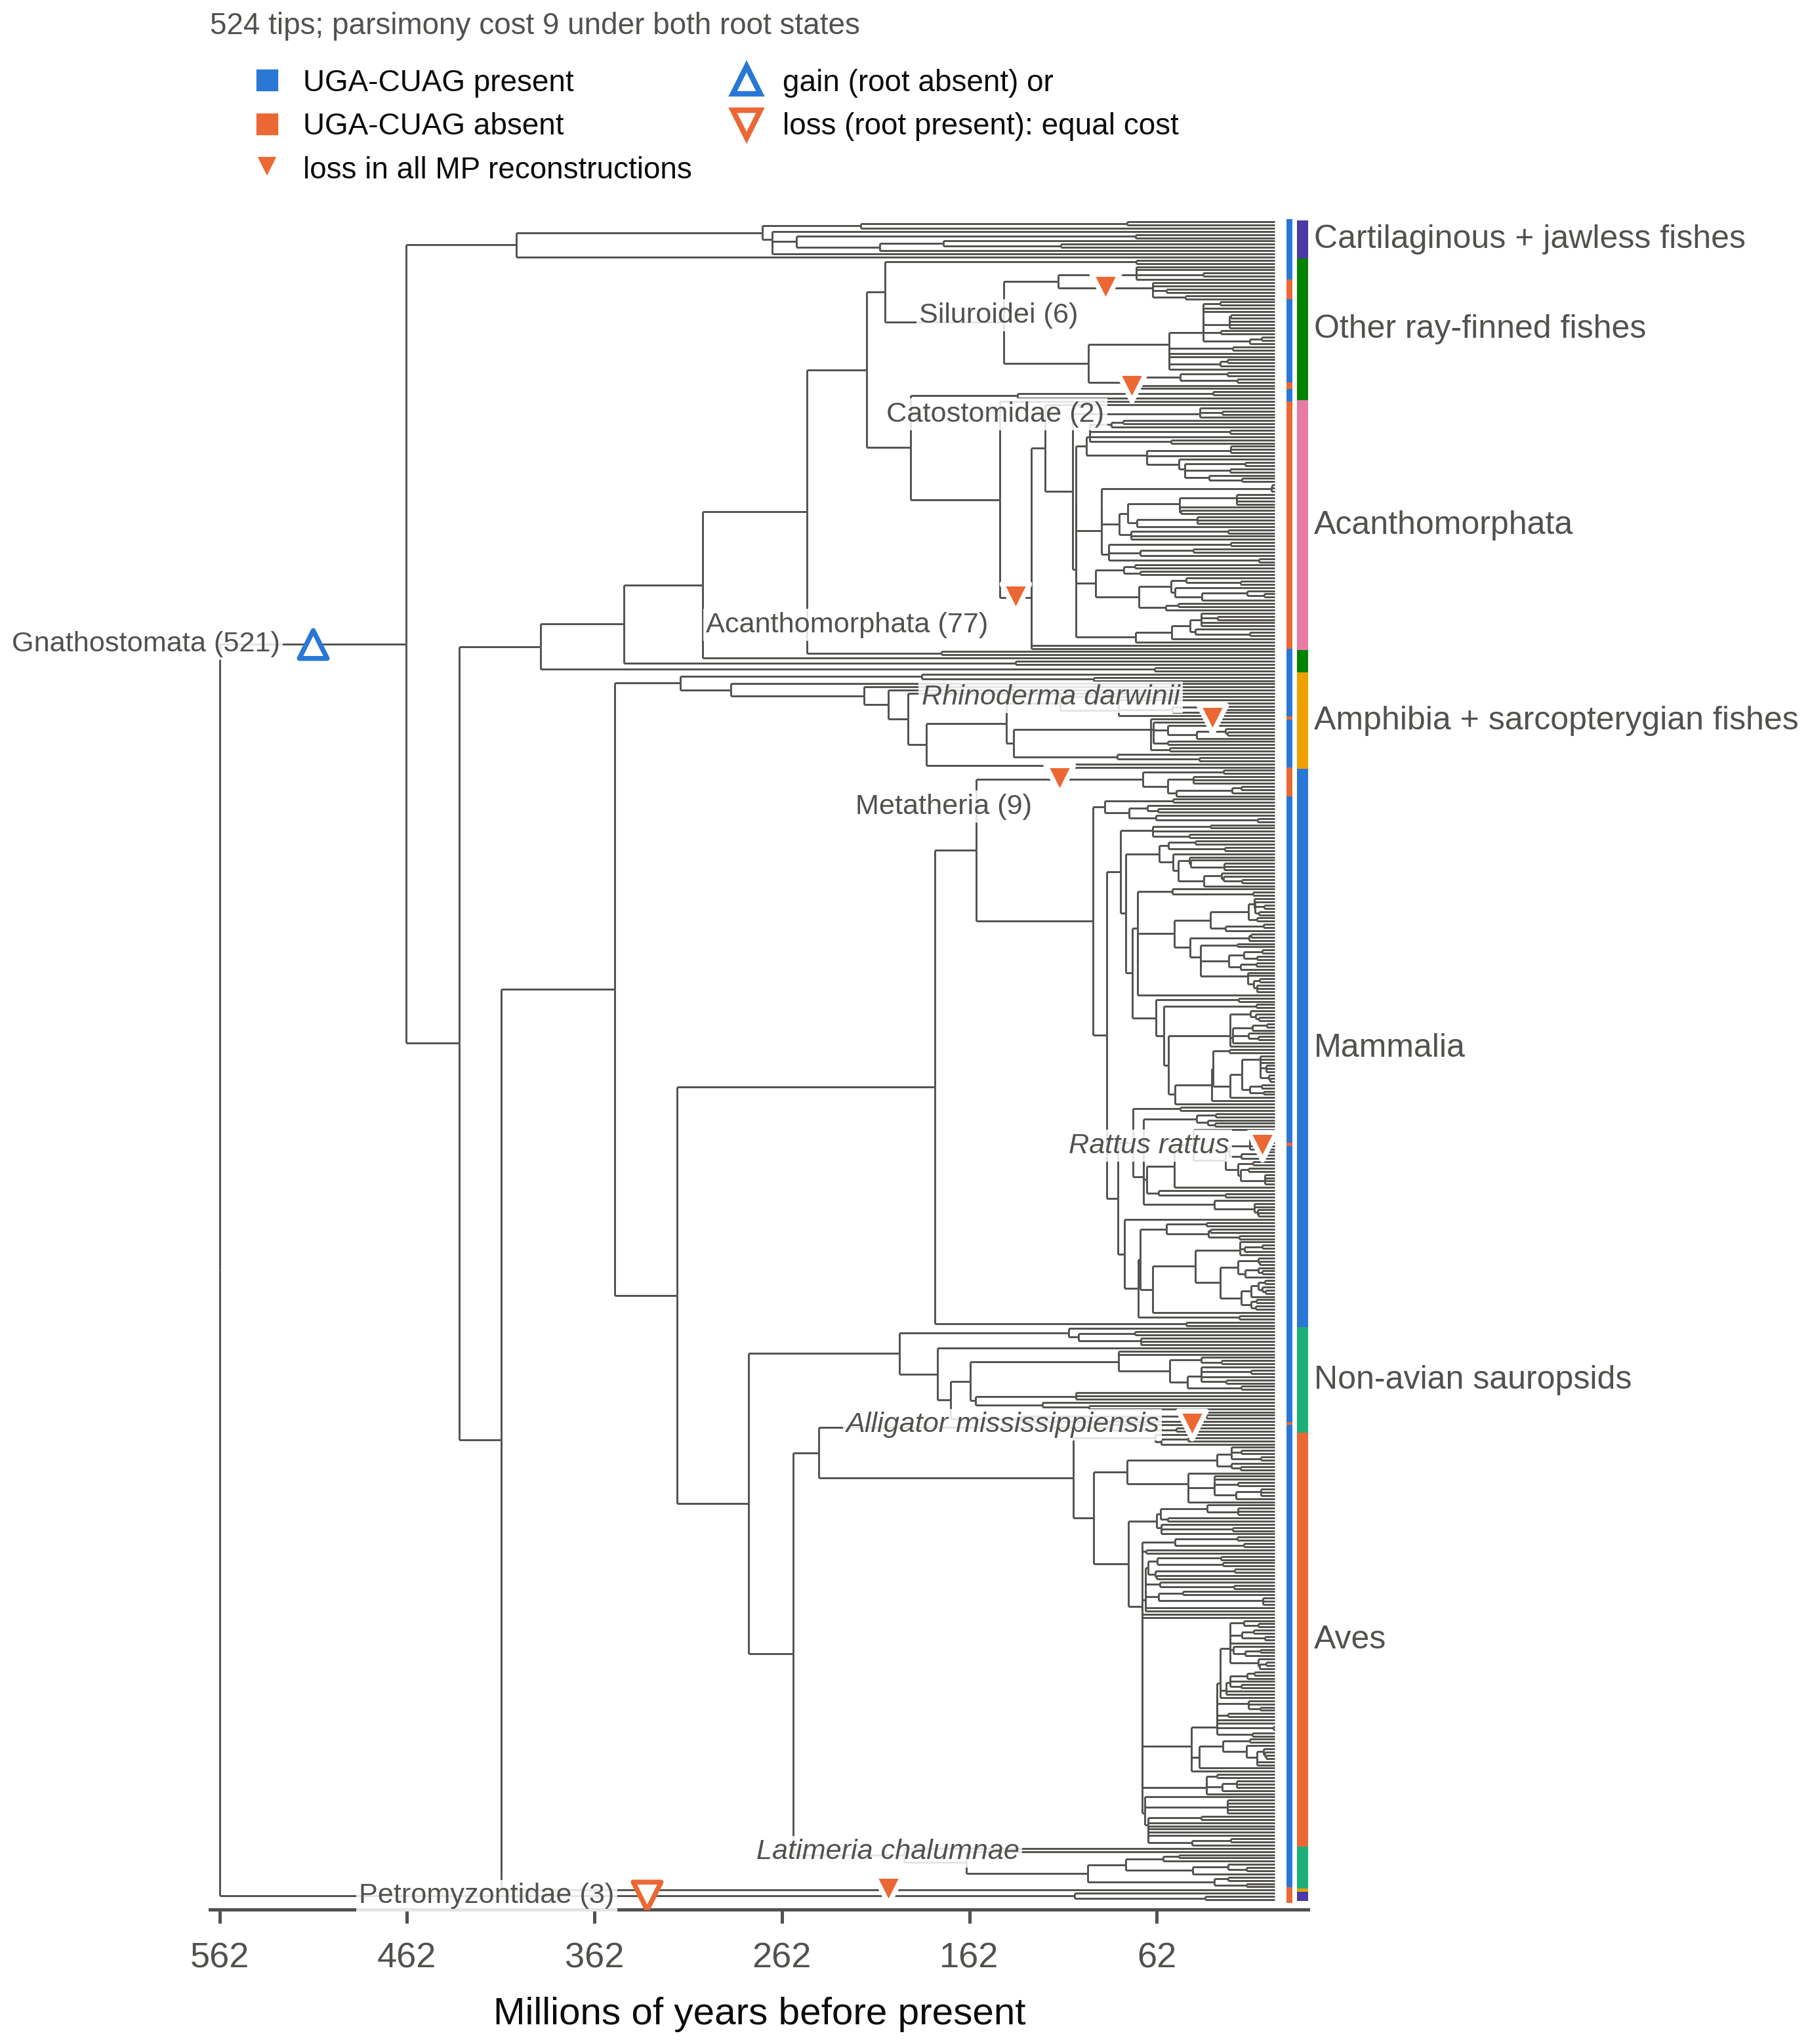 524 tips; parsimony cost 9 under both root states
UGA-CUAG present
UGA-CUAG absent
loss in all MP reconstructions
gain (root absent) or
loss (root present): equal cost
Cartilaginous + jawless fishes
Siluroidei (6)
Other ray-finned fishes
Catostomidae (2)
Acanthomorphata
Acanthomorphata (77)
Gnathostomata (521)
Rhinoderma darwinii
Amphibia + sarcopterygian fishes
Metatheria (9)
Mammalia
Rattus rattus
Non-avian sauropsids
Alligator mississippiensis
Aves
Latimeria chalumnae
Petromyzontidae (3)
562 462 362 262 162 62
Millions of years before present